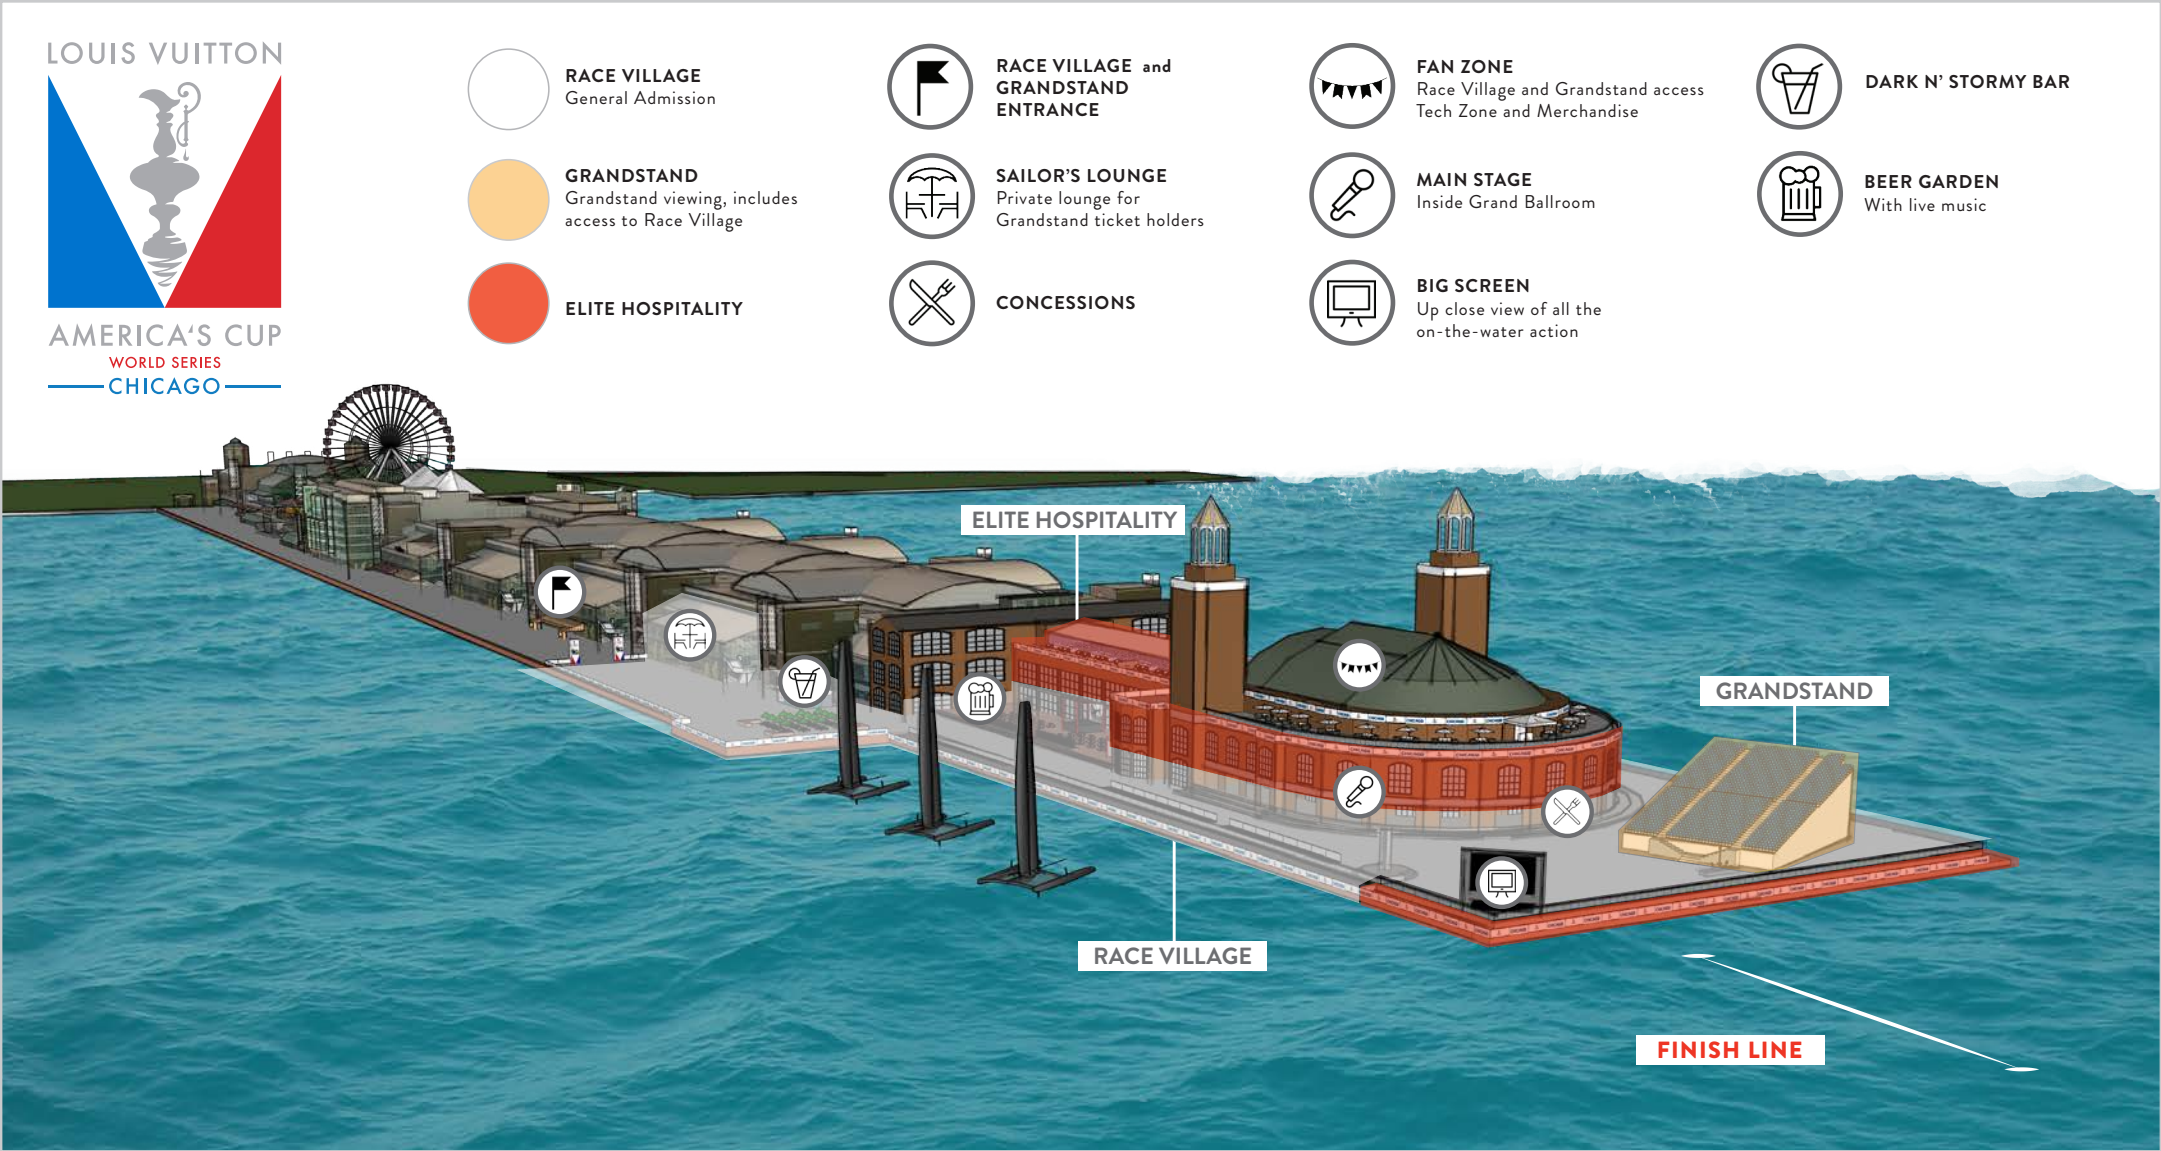 LOUIS VUITTON
AMERICA'S CUP
WORLD SERIES
CHICAGO
RACE VILLAGE
General Admission
GRANDSTAND
Grandstand viewing, includes
access to Race Village
ELITE HOSPITALITY
RACE VILLAGE and
GRANDSTAND
ENTRANCE
SAILOR'S LOUNGE
Private lounge for
Grandstand ticket holders
CONCESSIONS
FAN ZONE
Race Village and Grandstand access
Tech Zone and Merchandise
MAIN STAGE
Inside Grand Ballroom
BIG SCREEN
Up close view of all the
on-the-water action
DARK N' STORMY BAR
BEER GARDEN
With live music
ELITE HOSPITALITY
GRANDSTAND
RACE VILLAGE
FINISH LINE